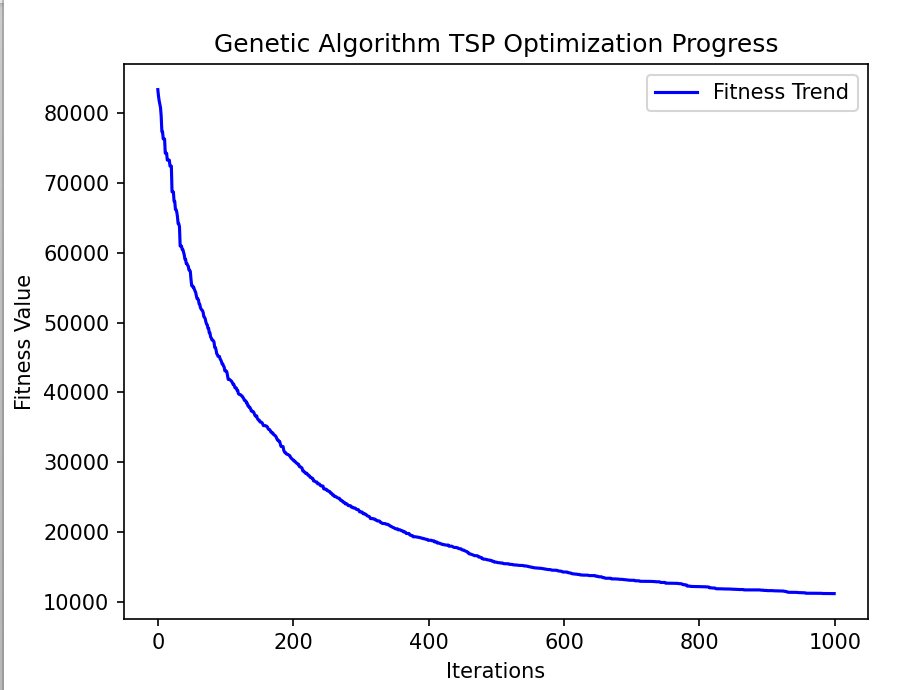 Genetic Algorithm TSP Optimization Progress
Fitness Trend
Fitness Value
80000
70000
60000
50000
40000
30000
20000
10000
0 200 400 600 800 1000
Iterations